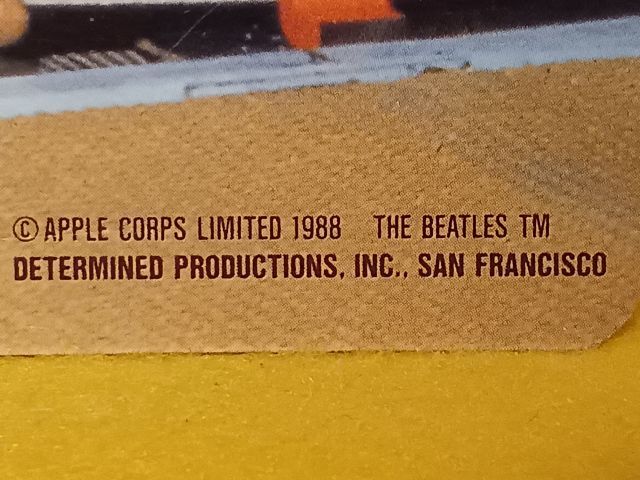 © APPLE CORPS LIMITED 1988 THE BEATLES TM
DETERMINED PRODUCTIONS, INC., SAN FRANCISCO